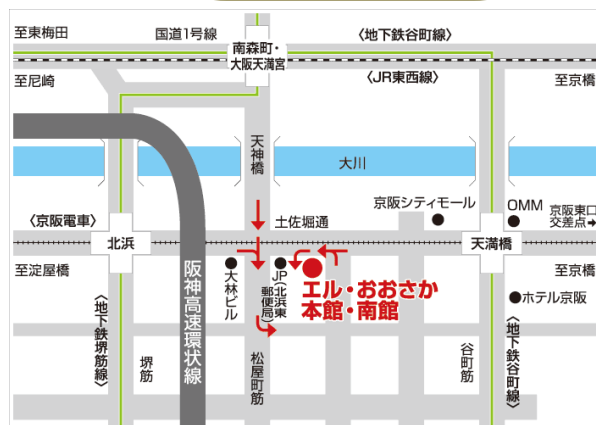 至東梅田
国道1号線
南森町・
大阪天満宮
〈地下鉄谷町線〉
至尼崎
〈JR東西線〉
至京橋
天神橋
大川
京阪シティモール
OMM
京阪東口
交差点➡
〈京阪電車〉
土佐堀通
北浜
天満橋
至淀屋橋
至京橋
大林ビル
JP(北浜東
郵便局)
エル・おおさか
本館・南館
ホテル京阪
阪神高速環状線
〈地下鉄堺筋線〉
堺筋
松屋町筋
谷町筋
〈地下鉄谷町線〉